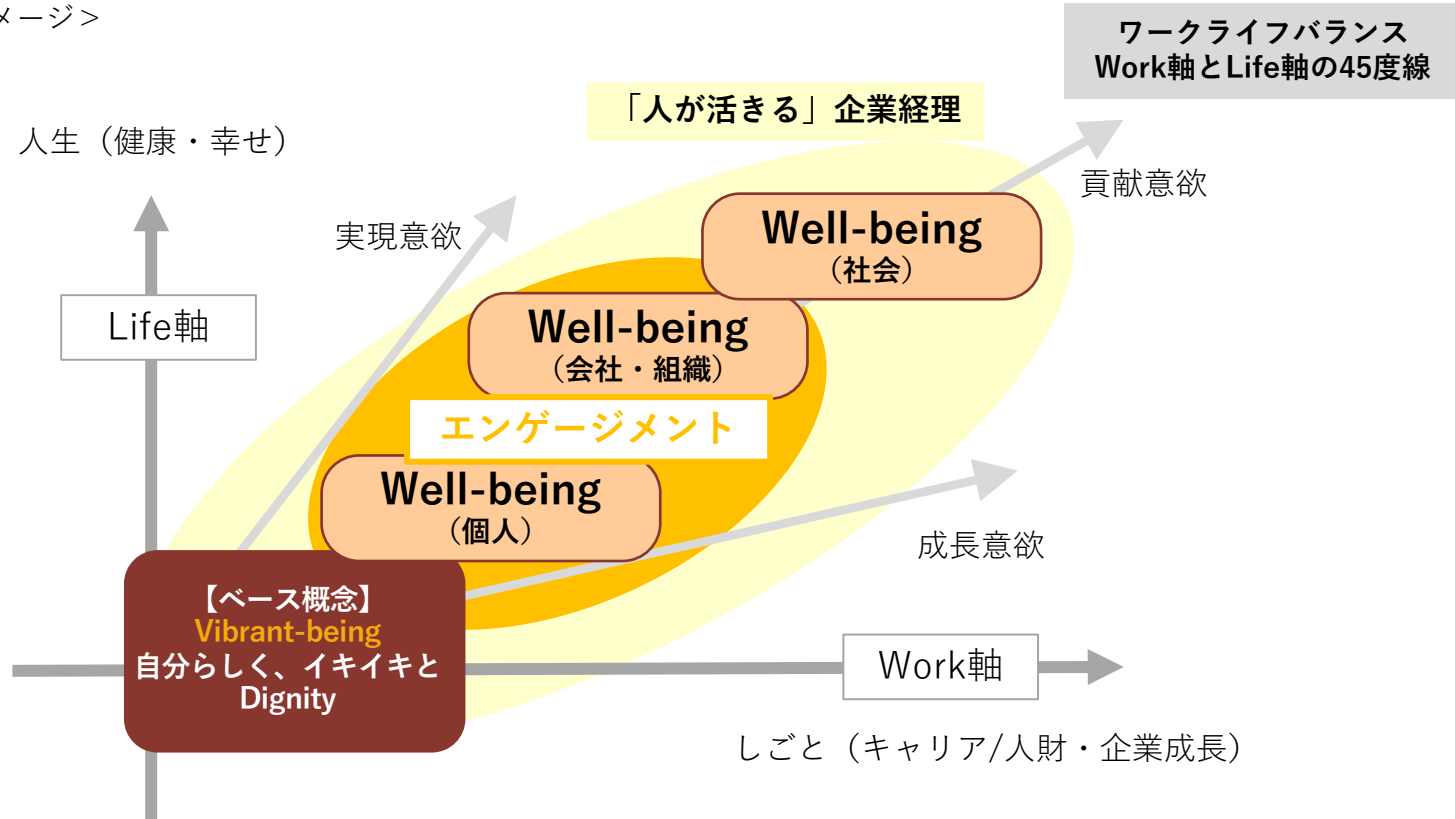 メージ＞
ワークライフバランス
Work軸とLife軸の45度線
「人が活きる」企業経理
人生（健康・幸せ）
貢献意欲
実現意欲
Well-being
（社会）
Life軸
Well-being
（会社・組織）
エンゲージメント
Well-being
（個人）
成長意欲
【ベース概念】
Vibrant-being
自分らしく、イキイキと
Dignity
Work軸
しごと（キャリア/人財・企業成長）